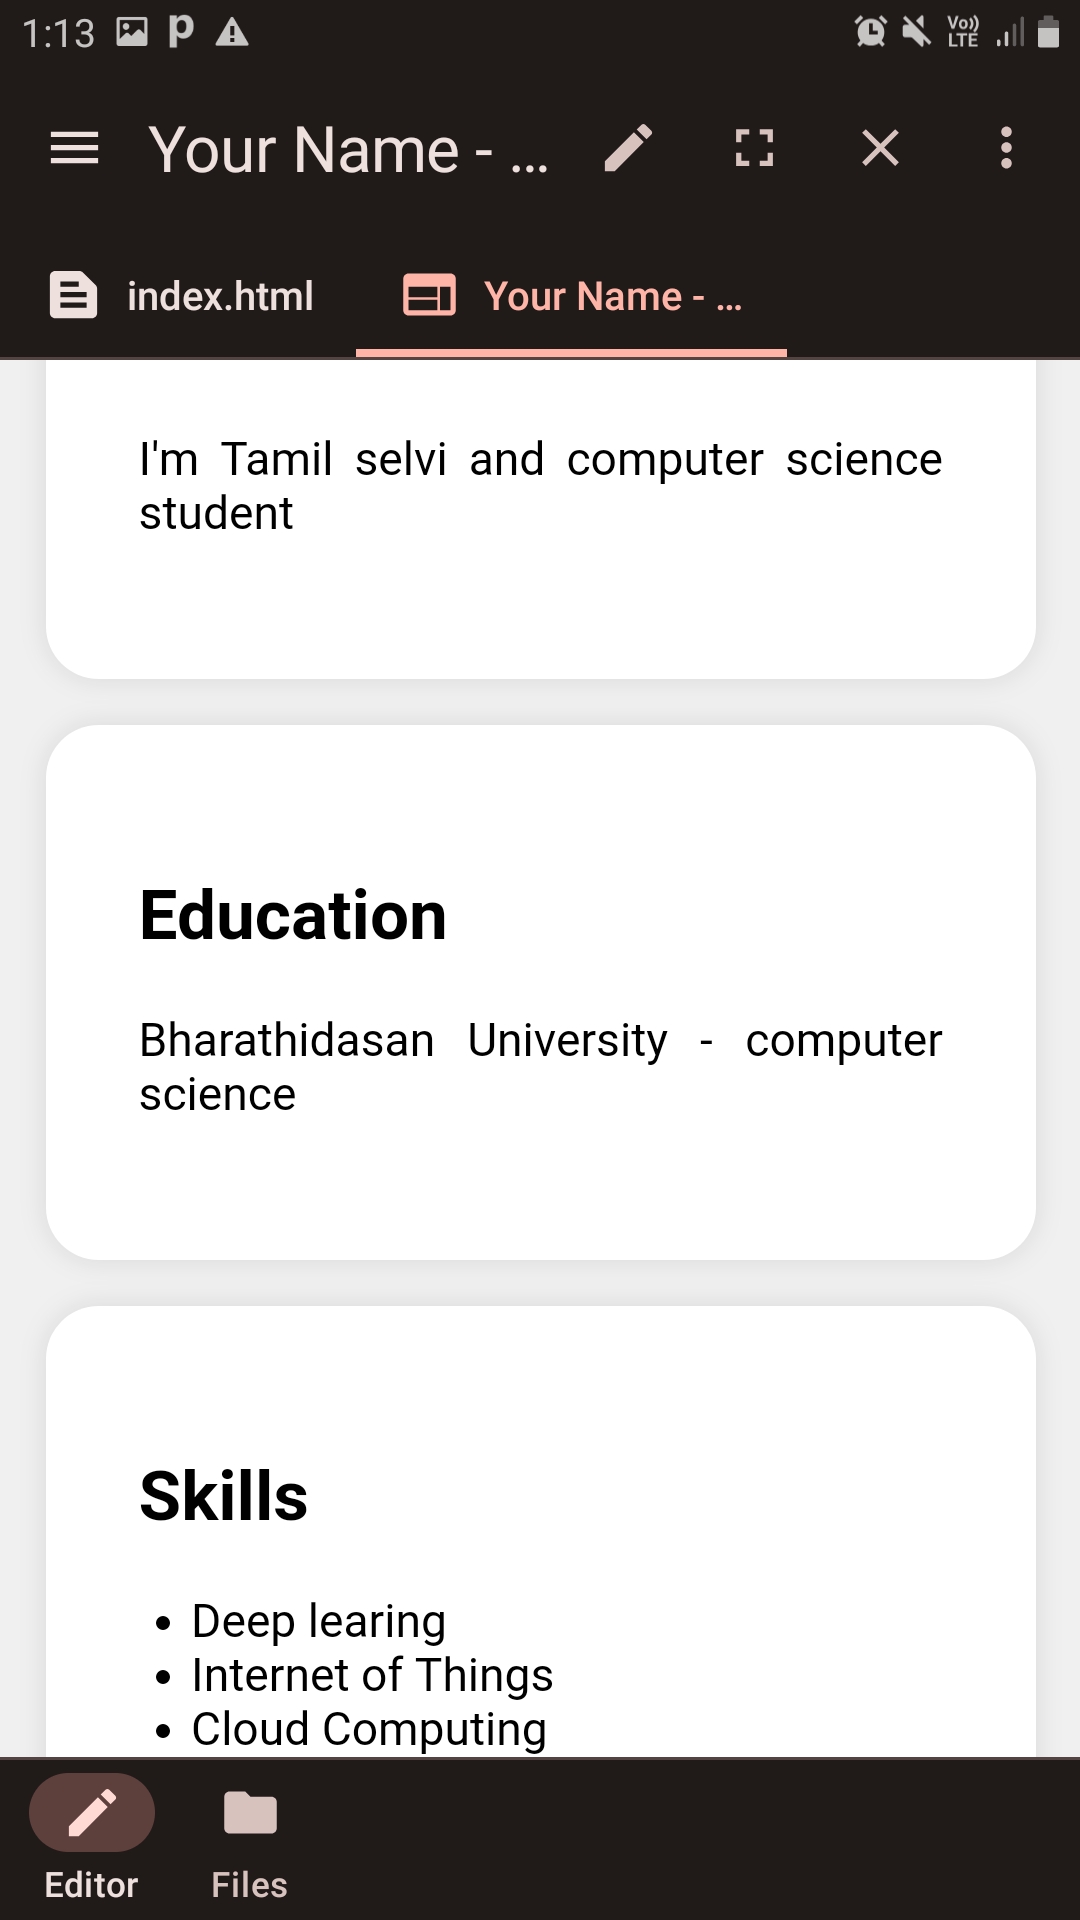 1:13
Vo)) LTE
Your Name - ...
index.html
Your Name - ...
I'm Tamil selvi and computer science
student
Education
Bharathidasan University - computer
science
Skills
• Deep learing
• Internet of Things
• Cloud Computing
Editor
Files